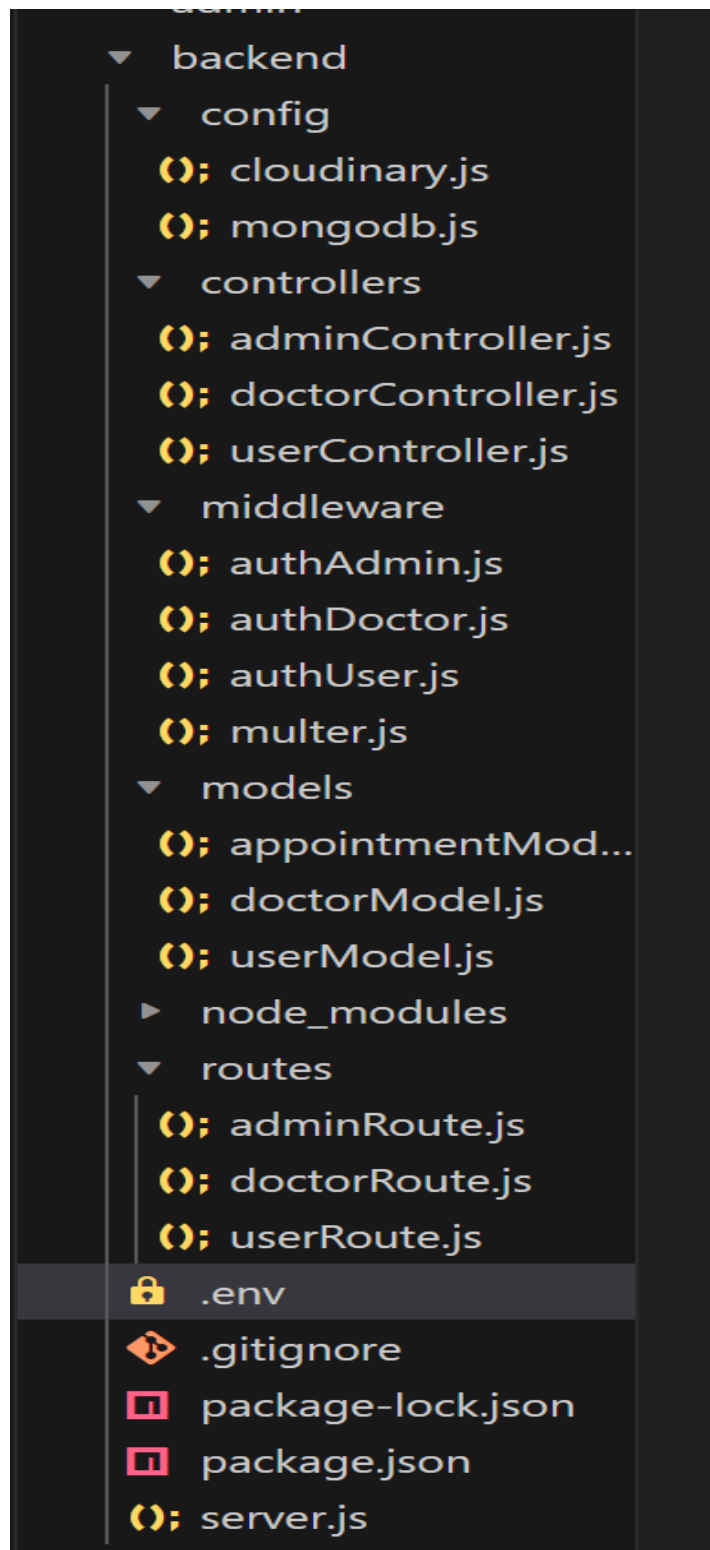 admin
backend
config
cloudinary.js
mongodb.js
controllers
adminController.js
doctorController.js
userController.js
middleware
authAdmin.js
authDoctor.js
authUser.js
multer.js
models
appointmentMod...
doctorModel.js
userModel.js
node_modules
routes
adminRoute.js
doctorRoute.js
userRoute.js
.env
.gitignore
package-lock.json
package.json
server.js